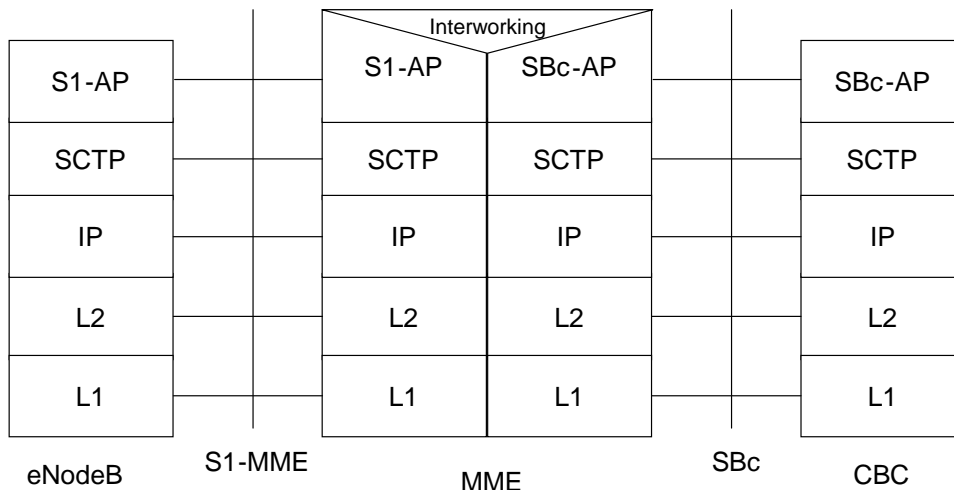 Interworking
S1-AP
S1-AP
SBc-AP
SBc-AP
SCTP
SCTP
SCTP
SCTP
IP
IP
IP
IP
L2
L2
L2
L2
L1
L1
L1
L1
eNodeB
S1-MME
MME
SBc
CBC